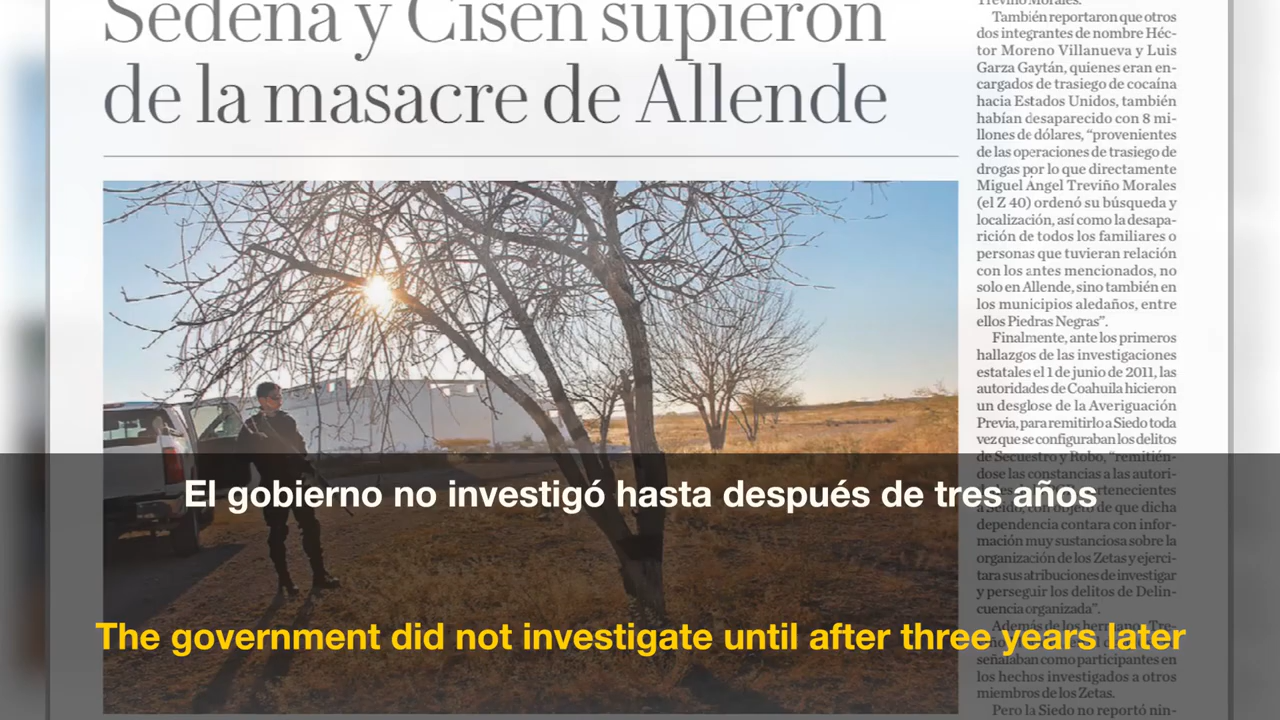 Sedena y Cisen supieron
de la masacre de Allende
Treviño Morales.
También reportaron que otros
dos integrantes de nombre Héc-
tor Moreno Villanueva y Luis
Garza Gaytán, quienes eran en-
cargados de trasiego de cocaína
hacia Estados Unidos, también
habían desaparecido con 8 mi-
llones de dólares, “provenientes
de las operaciones de trasiego de
drogas por lo que directamente
Miguel Ángel Treviño Morales
(el Z 40) ordenó su búsqueda y
localización, así como la desapa-
rición de todos los familiares o
personas que tuvieran relación
con los antes mencionados, no
solo en Allende, sino también en
los municipios aledaños, entre
ellos Piedras Negras”.
Finalmente, ante los primeros
hallazgos de las investigaciones
estatales el 1 de junio de 2011, las
autoridades de Coahuila hicieron
un desglose de la Averiguación
Previa, para remitirlo a Siedo toda
vez que se configuraban los delitos
de Secuestro y Robo, “remitién-
dose las constancias a las autori-
pertenecientes
de que dicha
dependencia contara con infor-
mación muy sustanciosa sobre la
organización de los Zetas y ejerci-
tara sus atribuciones de investigar
y perseguir los delitos de Delin-
cuencia organizada”.
Además de los
señalaban como participantes en
los hechos investigados a otros
miembros de los Zetas.
Pero la Siedo no reportó nin-
El gobierno no investigó hasta después de tres años
The government did not investigate until after three years later